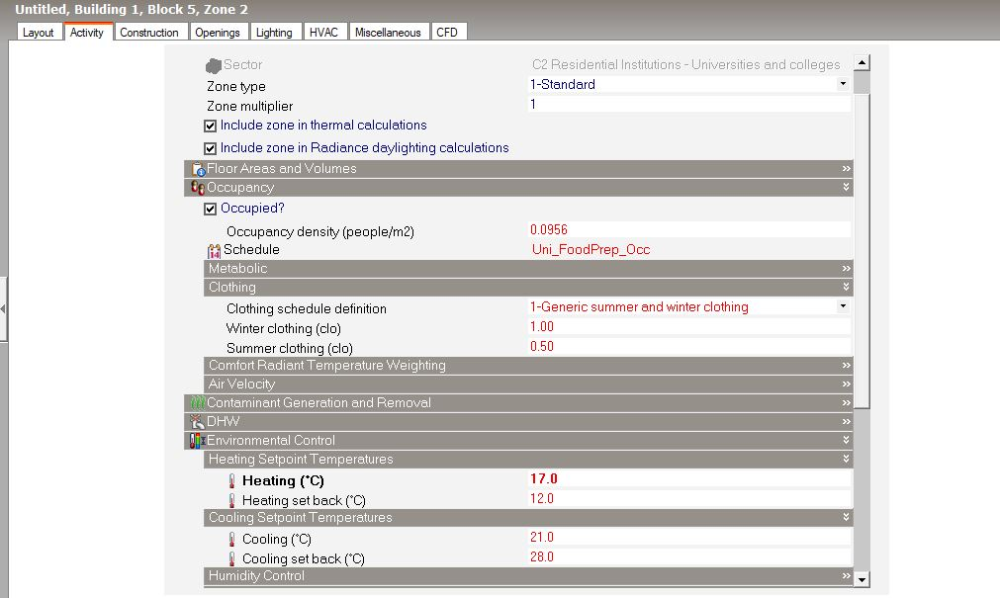 Untitled, Building 1, Block 5, Zone 2
Layout Activity Construction Openings Lighting HVAC Miscellaneous CFD
Sector C2 Residential Institutions - Universities and colleges
Zone type 1-Standard
Zone multiplier 1
Include zone in thermal calculations
Include zone in Radiance daylighting calculations
Floor Areas and Volumes
Occupancy
Occupied?
Occupancy density (people/m2) 0.0956
Schedule Uni_FoodPrep_Occ
Metabolic
Clothing
Clothing schedule definition 1-Generic summer and winter clothing
Winter clothing (clo) 1.00
Summer clothing (clo) 0.50
Comfort Radiant Temperature Weighting
Air Velocity
Contaminant Generation and Removal
DHW
Environmental Control
Heating Setpoint Temperatures
Heating (°C) 17.0
Heating set back (°C) 12.0
Cooling Setpoint Temperatures
Cooling (°C) 21.0
Cooling set back (°C) 28.0
Humidity Control